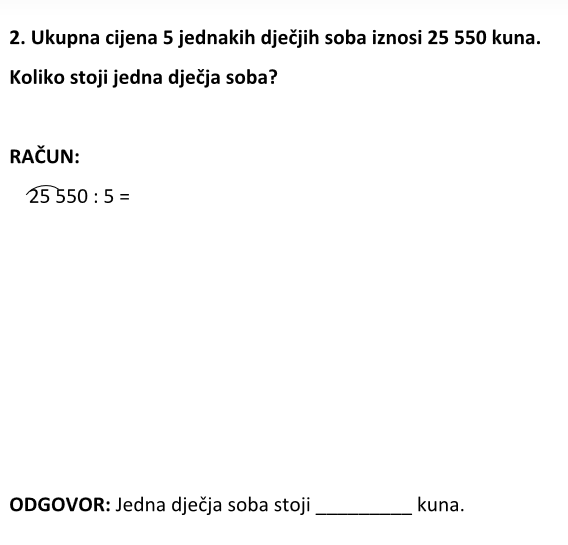 2. Ukupna cijena 5 jednakih dječjih soba iznosi 25 550 kuna.
Koliko stoji jedna dječja soba?
RAČUN:
25 550 : 5 =
ODGOVOR: Jedna dječja soba stoji _________ kuna.